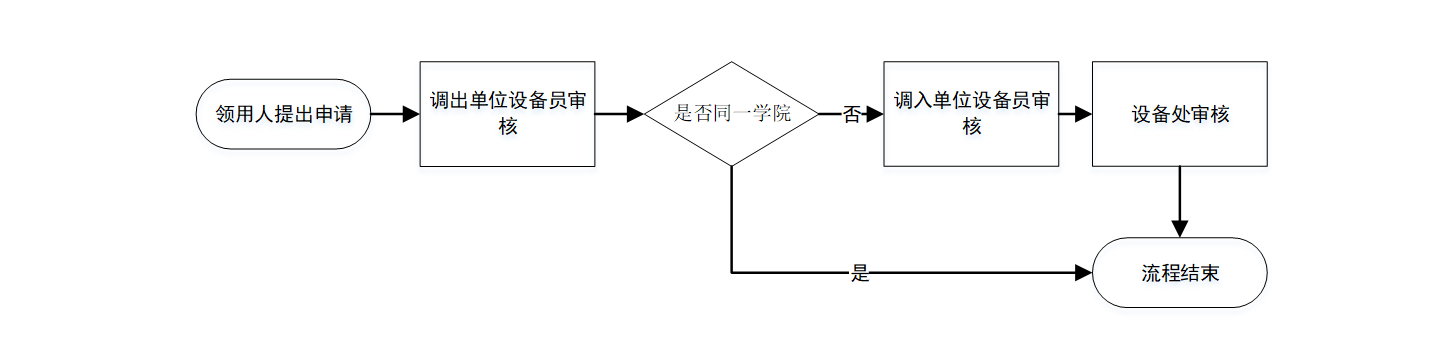 领用人提出申请
调出单位设备员审
核
是否同一学院
否
调入单位设备员审
核
设备处审核
是
流程结束